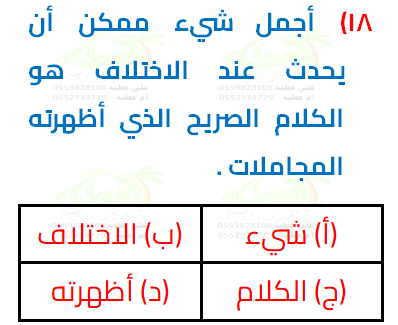 ١٨) أجمل شيء ممكن أن
يحدث عند الاختلاف هو
الكلام الصريح الذي أظهرته
المجاملات .
(أ) شيء (ب) الاختلاف
(ج) الكلام (د) أظهرته